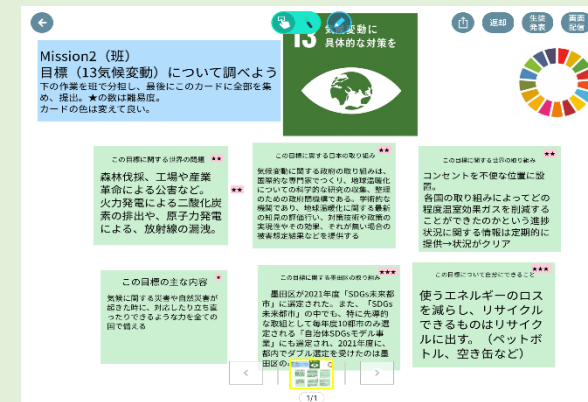 返却
生徒
発表
画面
配信
13 気候変動に
具体的な対策を
Mission2（班）
目標（13気候変動）について調べよう
下の作業を班で分担し、最後にこのカードに全部を集
め、提出。★の数は難易度。
カードの色は変えて良い。
この目標に関する世界の問題 ★★
森林伐採、工場や産業
革命による公害など。
火力発電による二酸化炭
素の排出や、原子力発電
による、放射線の漏洩。
★★
この目標に関する日本の取り組み ★★
気候変動に関する政府の取り組みは、
国際的な専門家でつくり、地球温暖化
についての科学的な研究の収集、整理
のための政府間機構である。学術的な
機関であり、地球温暖化に関する最新
の知見の評価行い、対策技術や政策の
実現性やその効果、それが無い場合の
被害想定結果などを提供する
この目標に関する世界の取り組み ★★
コンセントを不便な位置に設
置。
各国の取り組みによってどの
程度温室効果ガスを削減する
ことができたのかという進捗
状況に関する情報は定期的に
提供→状況がクリア
この目標の主な内容 ★
気候に関する災害や自然災害が
起きた時に、対応したり立ち直
ったりできるような力を全ての
国で備える
この目標に関する墨田区の取り組み ★★★
墨田区が2021年度「SDGs未来都
市」に選定された。また、「SDGs
未来都市」の中でも、特に先導的
な取組として毎年度10都市のみ選
定される「自治体SDGsモデル事
業」にも選定され、2021年度に、
都内でダブル選定を受けたのは墨
田区の
この目標について自分にできること ★★★
使うエネルギーのロス
を減らし、リサイクル
できるものはリサイク
ルに出す。（ペットボ
トル、空き缶など）
1/1